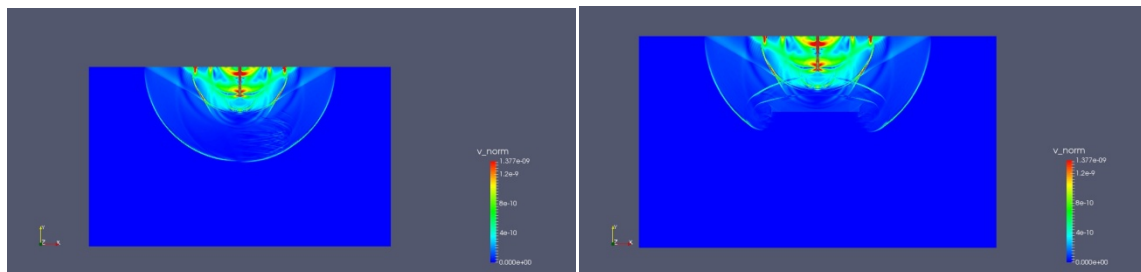 v_norm
1.377e-09
1.2e-9
8e-10
4e-10
0.000e+00
Y
Z
X
v_norm
1.377e-09
1.2e-9
8e-10
4e-10
0.000e+00
Y
Z
X